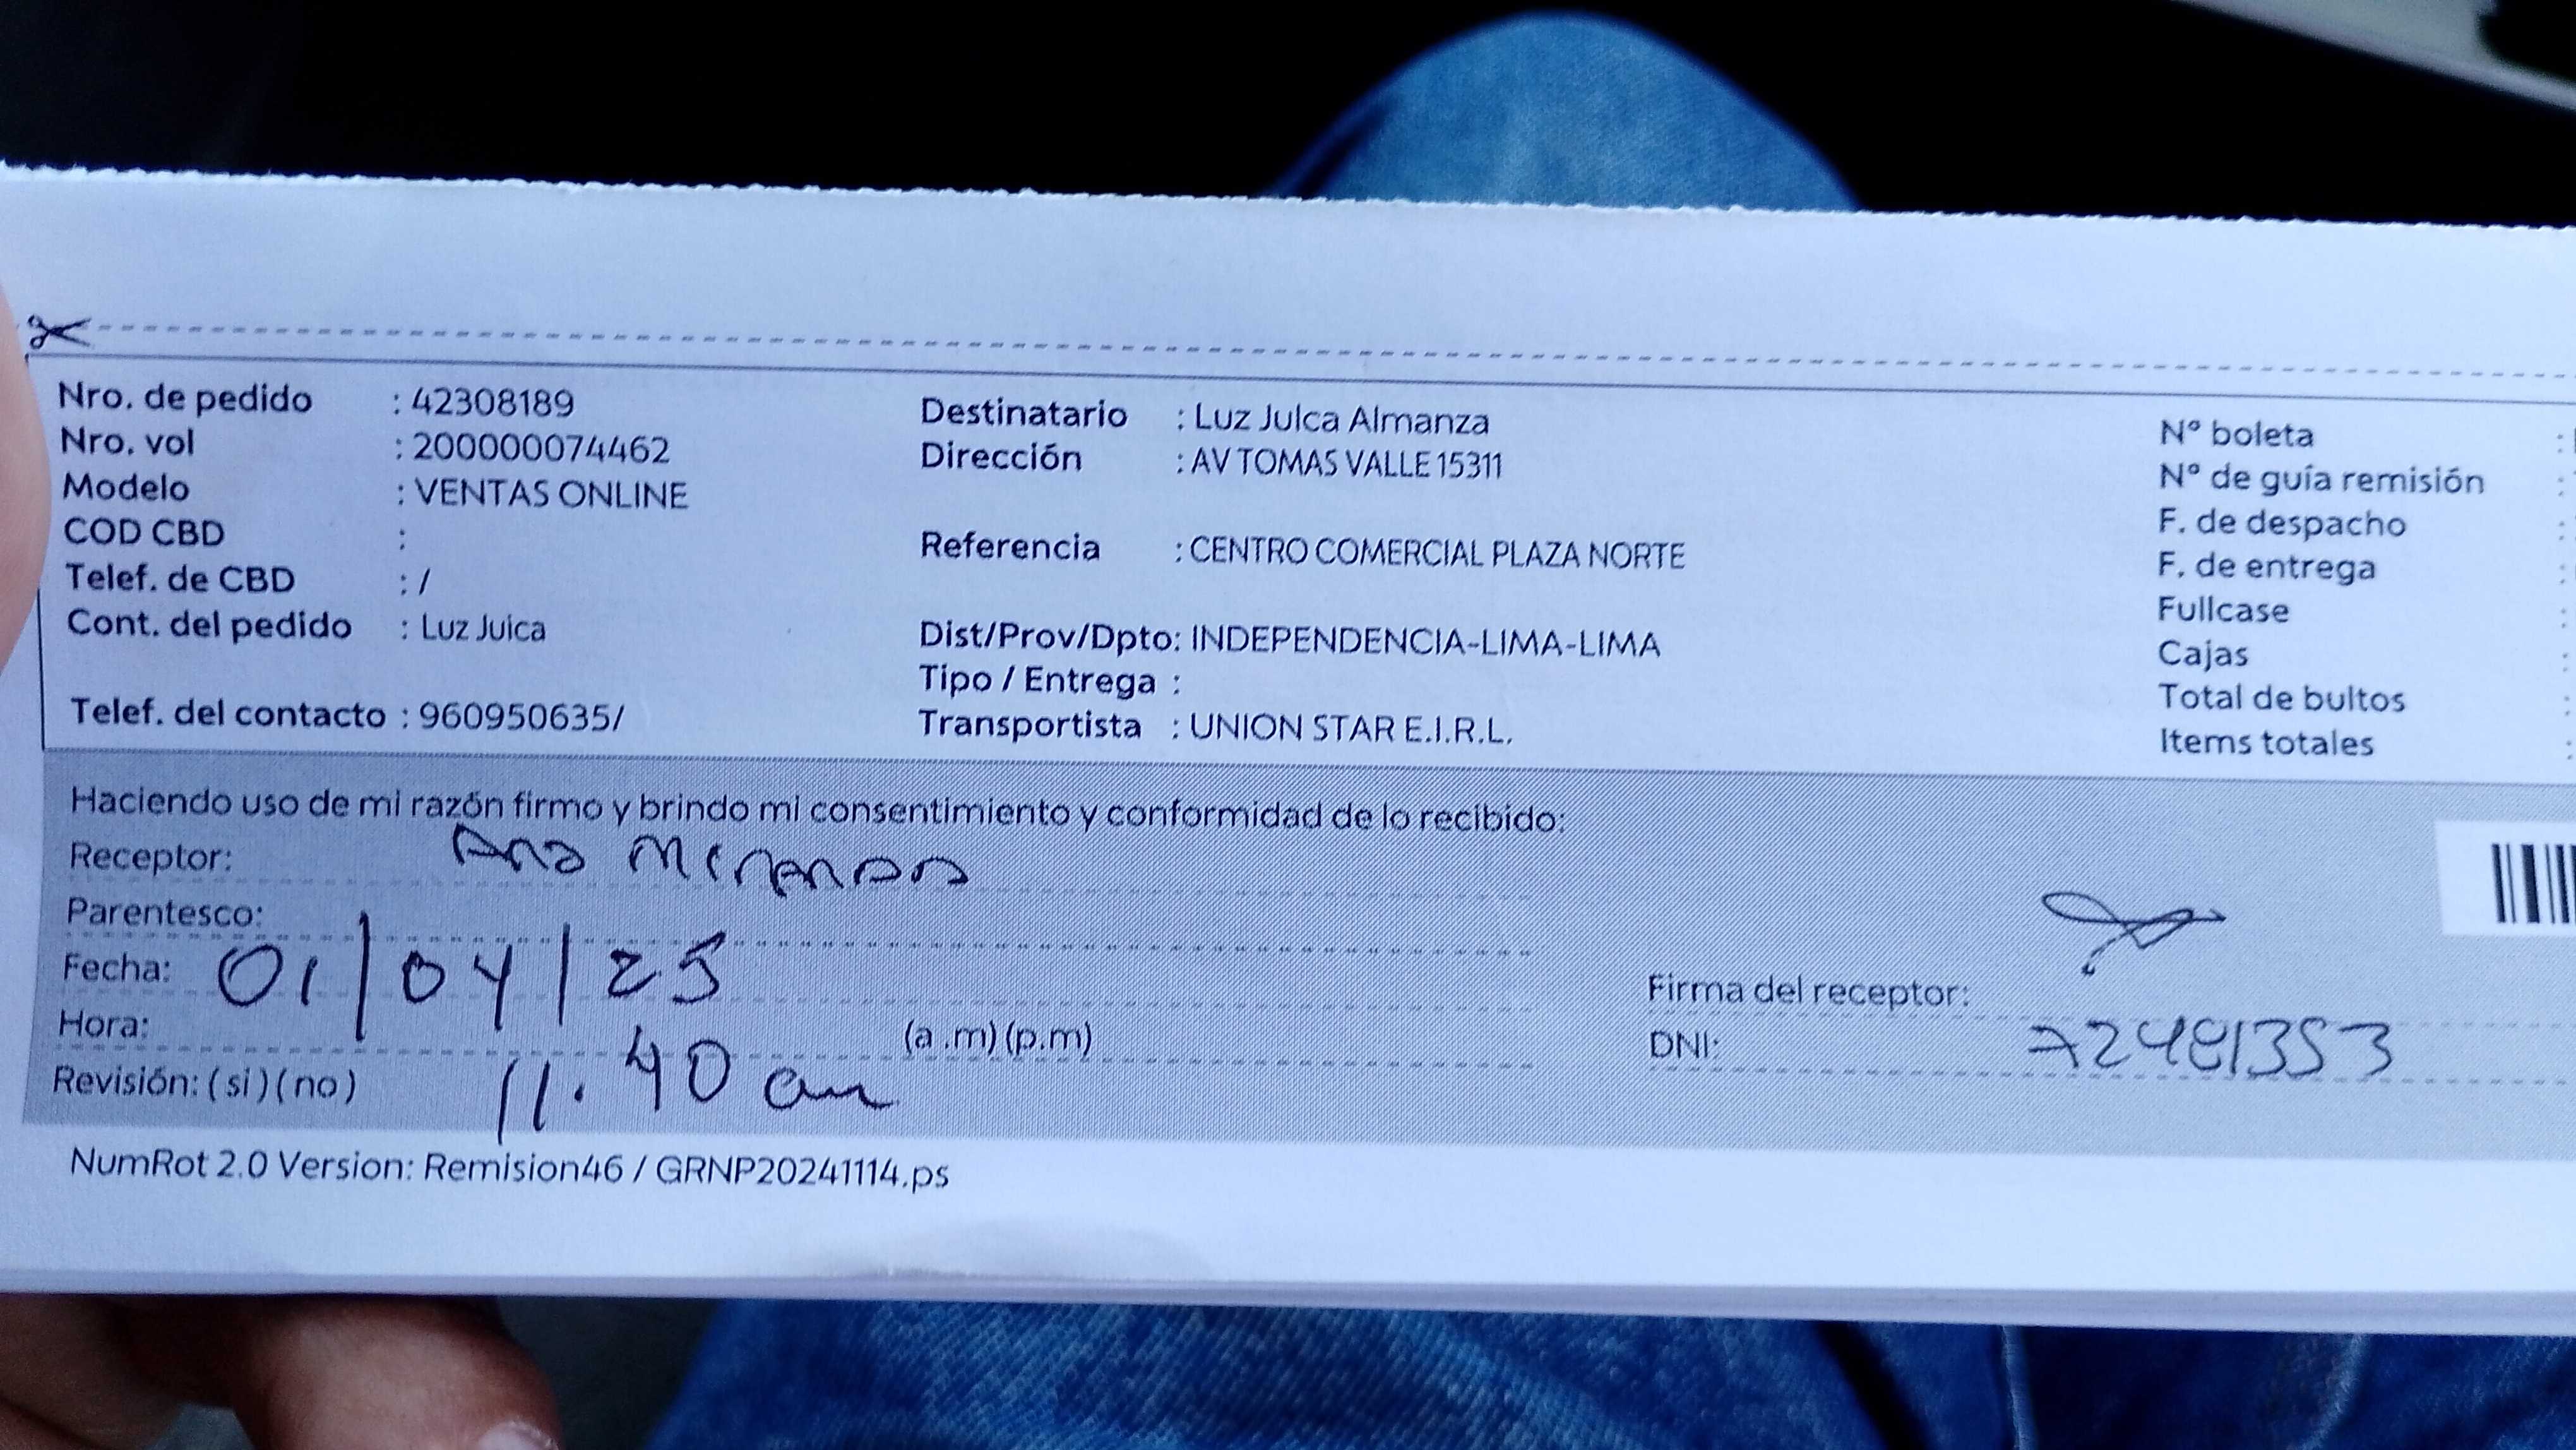 Nro. de pedido : 42308189
Nro. vol : 200000074462
Modelo : VENTAS ONLINE
COD CBD :
Telef. de CBD : /
Cont. del pedido : Luz Juica
Telef. del contacto : 960950635/
Destinatario : Luz Julca Almanza
Dirección : AV TOMAS VALLE 15311
Referencia : CENTRO COMERCIAL PLAZA NORTE
Dist/Prov/Dpto: INDEPENDENCIA-LIMA-LIMA
Tipo / Entrega :
Transportista : UNION STAR E.I.R.L.
N° boleta :
N° de guía remisión :
F. de despacho :
F. de entrega :
Fullcase :
Cajas :
Total de bultos :
Items totales :
Haciendo uso de mi razón firmo y brindo mi consentimiento y conformidad de lo recibido:
Receptor: Ana Miranda
Parentesco:
Fecha: 01/04/25
Hora: 11.40 am (a .m) (p.m)
Revisión: ( si ) ( no )
Firma del receptor:
DNI: 72481353
NumRot 2.0 Version: Remision46 / GRNP20241114.ps